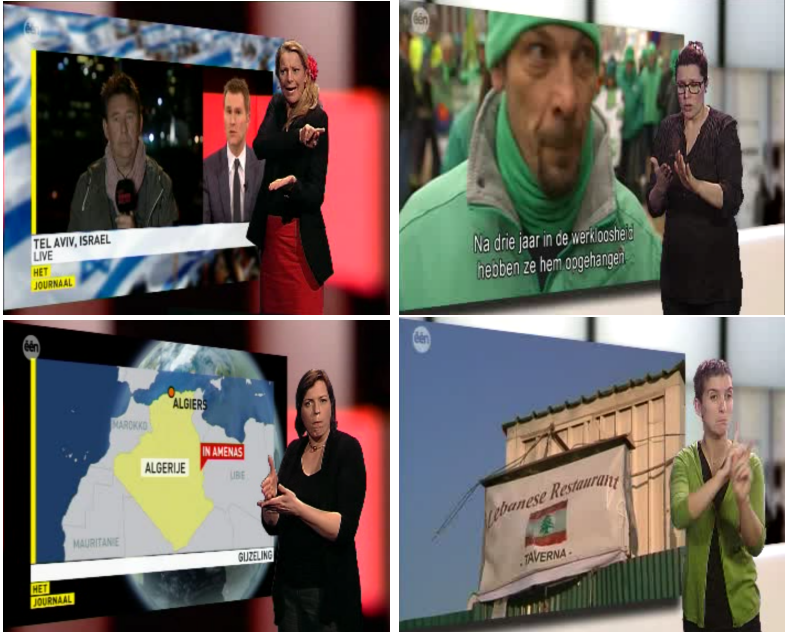 één
TEL AVIV, ISRAEL
LIVE
HET
JOURNAAL
één
Na drie jaar in de werkloosheid
hebben ze hem opgehangen
één
ALGIERS
MAROKKO
IN AMENAS
ALGERIJE
LIBIE
MAURITANIE
GIJZELING
HET
JOURNAAL
één
Lebanese Restaurant
TAVERNA